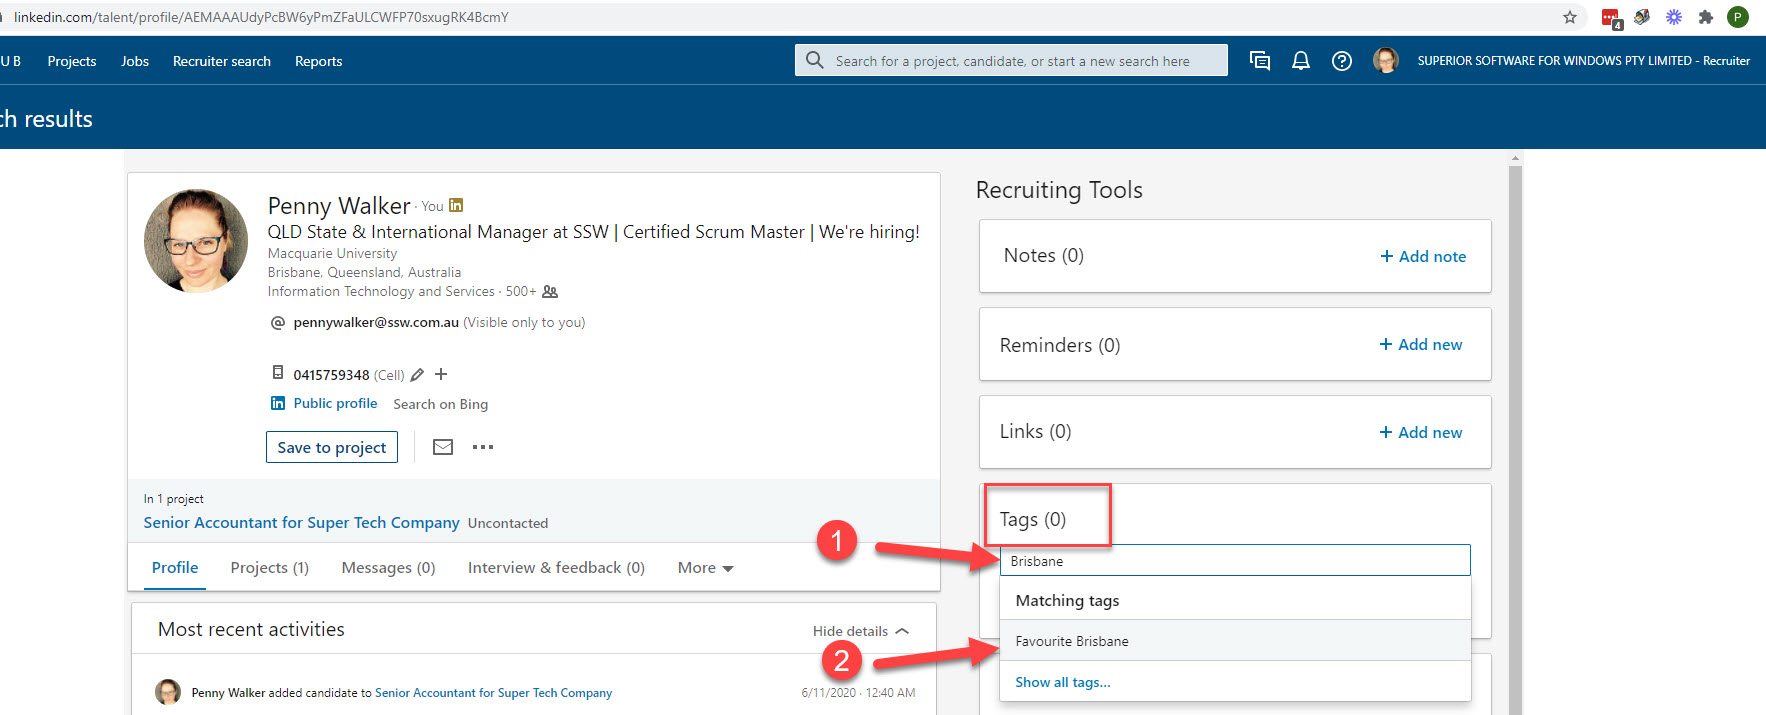 linkedin.com/talent/profile/AEMAAAUdyPcBW6yPmZFaULCWFP70sxugRK4BcmY
4
P
U B Projects Jobs Recruiter search Reports
Search for a project, candidate, or start a new search here
SUPERIOR SOFTWARE FOR WINDOWS PTY LIMITED - Recruiter
ch results
Penny Walker · You in
QLD State & International Manager at SSW | Certified Scrum Master | We're hiring!
Macquarie University
Brisbane, Queensland, Australia
Information Technology and Services · 500+
pennywalker@ssw.com.au (Visible only to you)
0415759348 (Cell)
in Public profile Search on Bing
Save to project
In 1 project
Senior Accountant for Super Tech Company Uncontacted
Profile Projects (1) Messages (0) Interview & feedback (0) More
Most recent activities
Hide details
Penny Walker added candidate to Senior Accountant for Super Tech Company
6/11/2020 · 12:40 AM
Recruiting Tools
Notes (0)
+ Add note
Reminders (0)
+ Add new
Links (0)
+ Add new
Tags (0)
1
Brisbane
Matching tags
2
Favourite Brisbane
Show all tags...